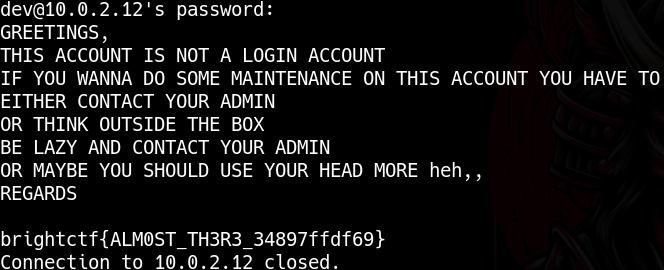 dev@10.0.2.12's password:
GREETINGS,
THIS ACCOUNT IS NOT A LOGIN ACCOUNT
IF YOU WANNA DO SOME MAINTENANCE ON THIS ACCOUNT YOU HAVE TO
EITHER CONTACT YOUR ADMIN
OR THINK OUTSIDE THE BOX
BE LAZY AND CONTACT YOUR ADMIN
OR MAYBE YOU SHOULD USE YOUR HEAD MORE heh,,
REGARDS
brightctf{ALM0ST_TH3R3_34897ffdf69}
Connection to 10.0.2.12 closed.